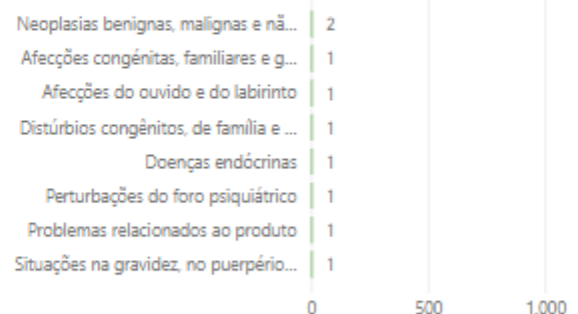 Neoplasias benignas, malignas e nã... 2
Afecções congénitas, familiares e g... 1
Afecções do ouvido e do labirinto 1
Distúrbios congênitos, de família e ... 1
Doenças endócrinas 1
Perturbações do foro psiquiátrico 1
Problemas relacionados ao produto 1
Situações na gravidez, no puerpério... 1
0 500 1.000